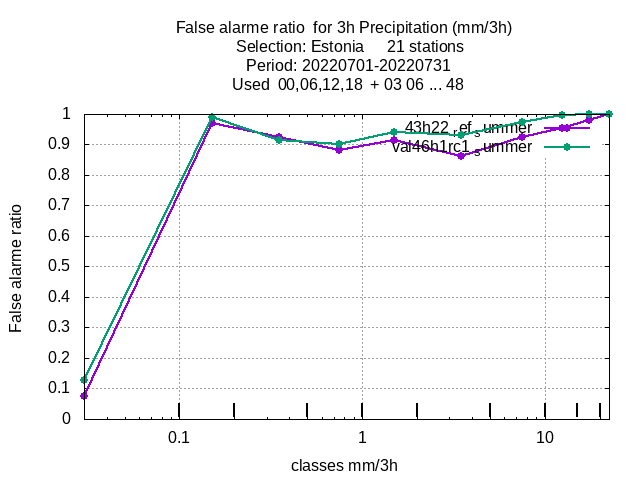 False alarme ratio  for 3h Precipitation (mm/3h)
Selection: Estonia     21 stations
Period: 20220701-20220731
Used  00,06,12,18  + 03 06 ... 48
1
0.9
0.8
0.7
0.6
0.5
0.4
0.3
0.2
0.1
0
False alarme ratio
43h22_ref_summer
val46h1rc1_summer
0.1
1
10
classes mm/3h